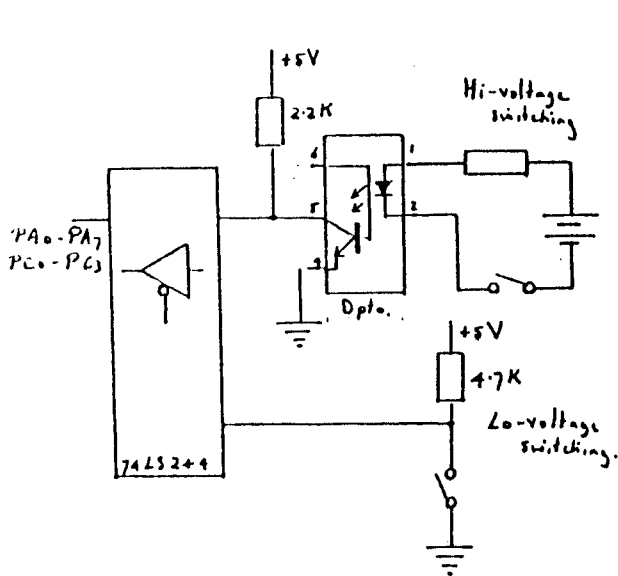 +5V
2.2K
Hi-voltage
switching
6
1
5
2
PA0-PA7
PC0-PC3
4
Opto.
+5V
4.7K
Lo-voltage
switching.
74LS244